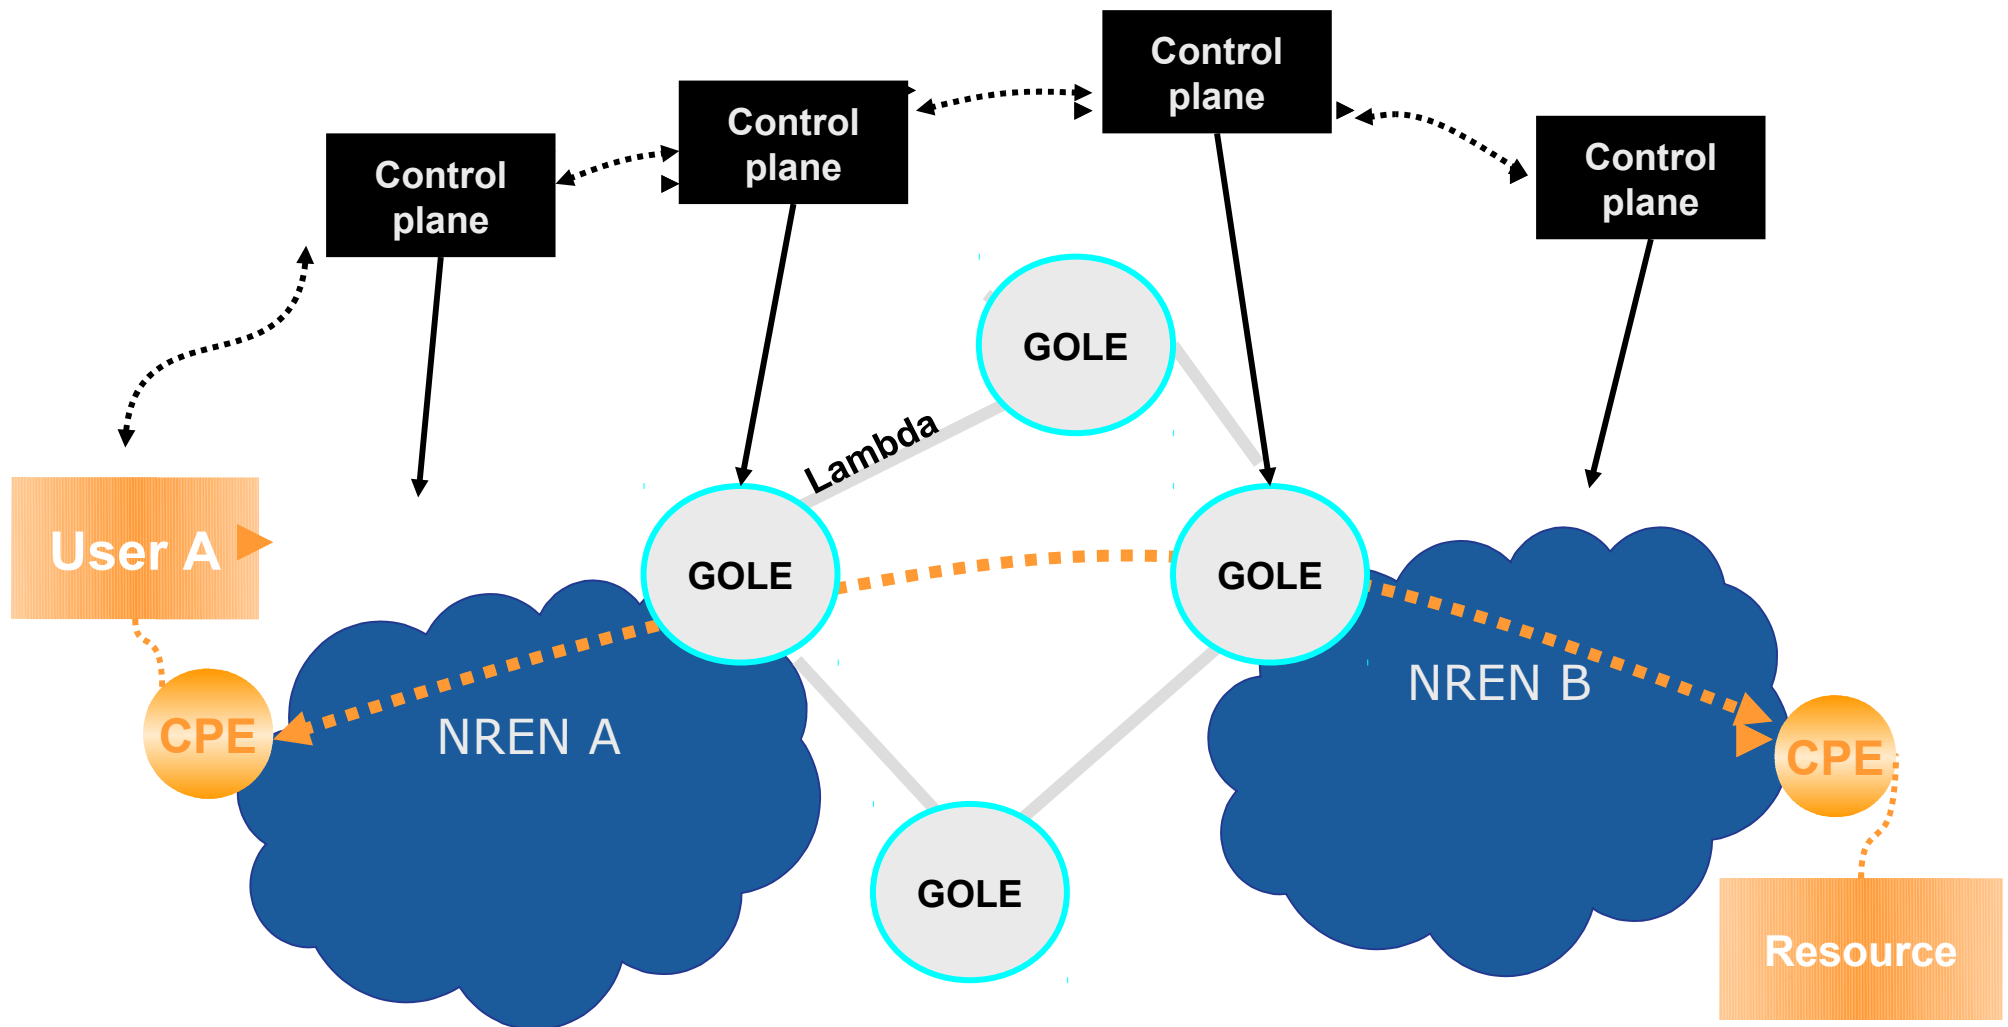 Control
plane
Control
plane
Control
plane
Control
plane
GOLE
Lambda
User A
GOLE
GOLE
NREN A
NREN B
CPE
CPE
GOLE
Resource